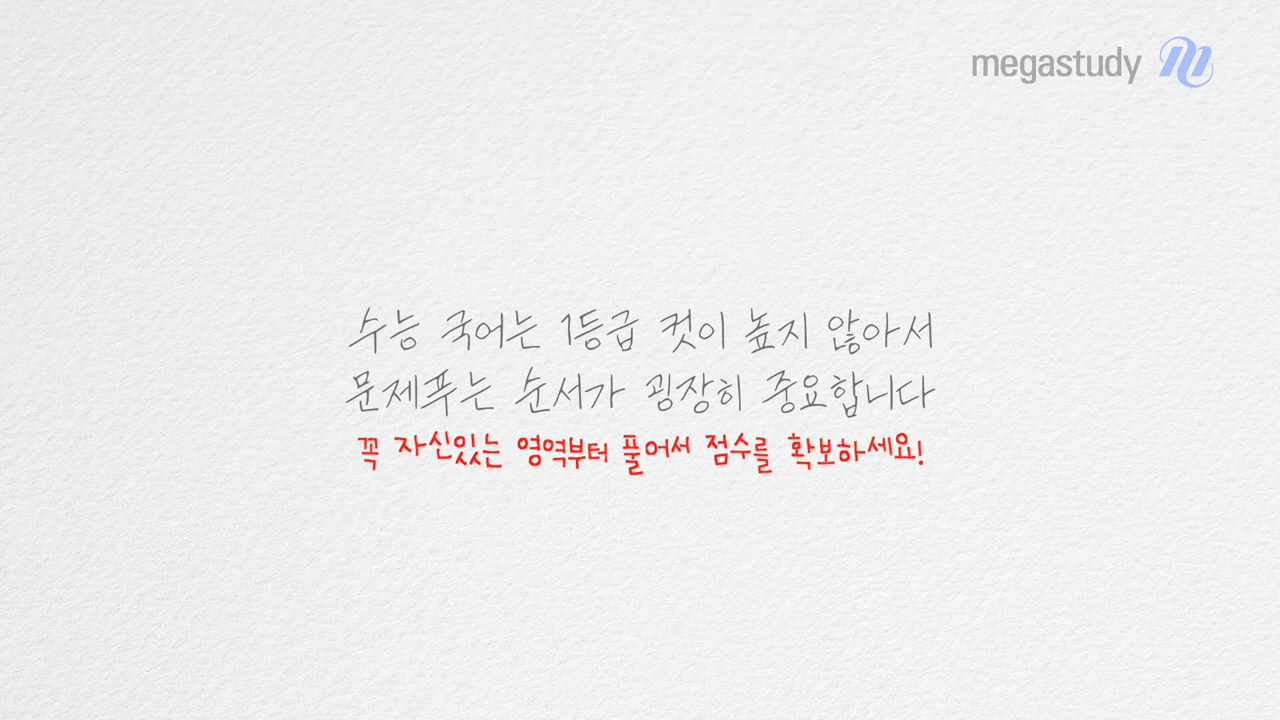 megastudy
수능 국어는 1등급 컷이 높지 않아서
문제푸는 순서가 굉장히 중요합니다
꼭 자신있는 영역부터 풀어서 점수를 확보하세요!